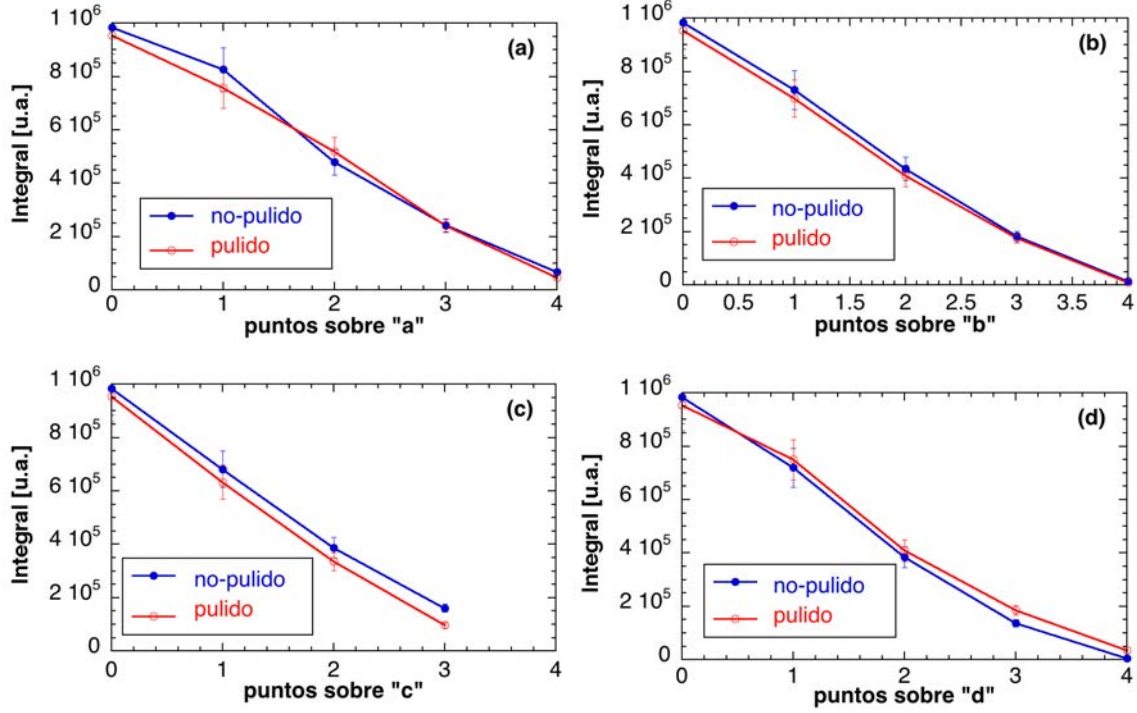 1 10⁶
8 10⁵
6 10⁵
4 10⁵
2 10⁵
0
Integral [u.a.]
(a)
no-pulido
pulido
0 1 2 3 4
puntos sobre "a"
1 10⁶
8 10⁵
6 10⁵
4 10⁵
2 10⁵
0
Integral [u.a.]
(b)
no-pulido
pulido
0 0.5 1 1.5 2 2.5 3 3.5 4
puntos sobre "b"
1 10⁶
8 10⁵
6 10⁵
4 10⁵
2 10⁵
0
Integral [u.a.]
(c)
no-pulido
pulido
0 1 2 3 4
puntos sobre "c"
1 10⁶
8 10⁵
6 10⁵
4 10⁵
2 10⁵
0
Integral [u.a.]
(d)
no-pulido
pulido
0 1 2 3 4
puntos sobre "d"